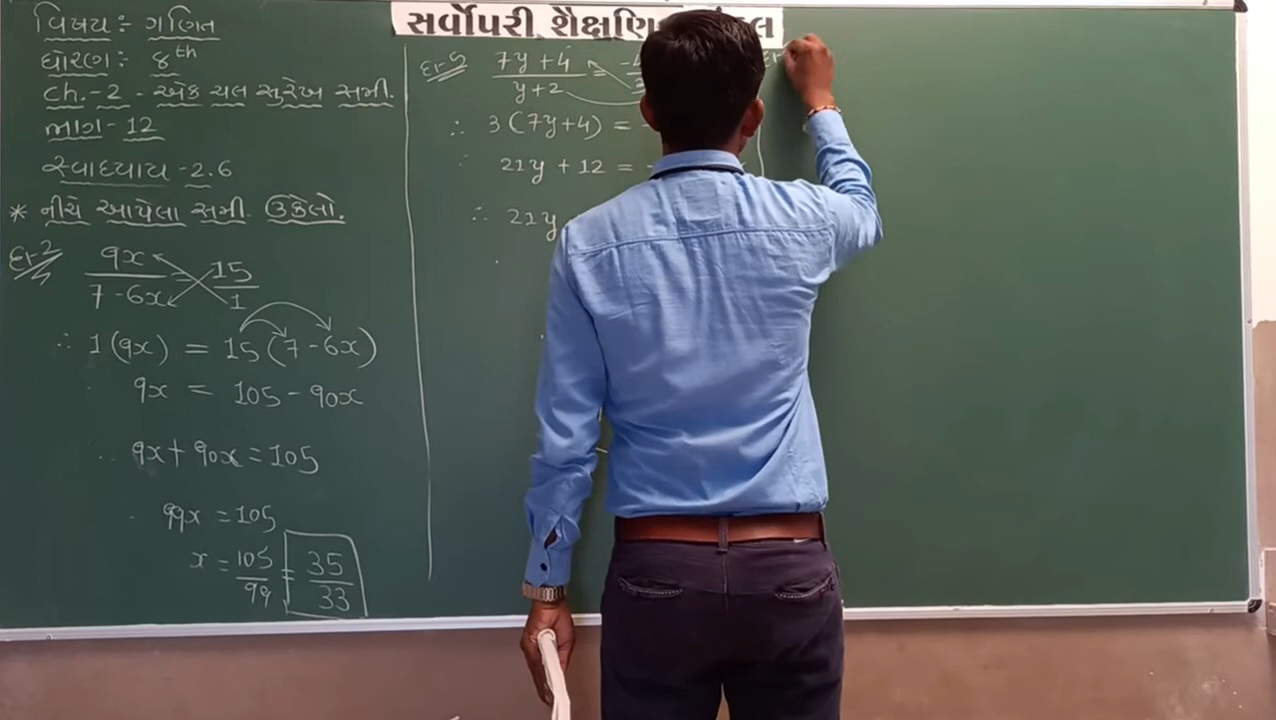 સર્વોપરી શૈક્ષણિ
વિષય : ગણિત
ધોરણ : 8th
ch.-2 - એક ચલ સુરેખ સમી.
ભાગ - 12
સ્વાધ્યાય - 2.6
* નીચે આપેલા સમી. ઉકેલો.
દા-2 9x / 7-6x = 15 / 1
∴ 1(9x) = 15(7-6x)
9x = 105 - 90x
9x + 90x = 105
99x = 105
x = 105/99 = 35/33
દા-5 7y+4 / y+2 =
∴ 3(7y+4) = -
21y + 12 = -
∴ 21y